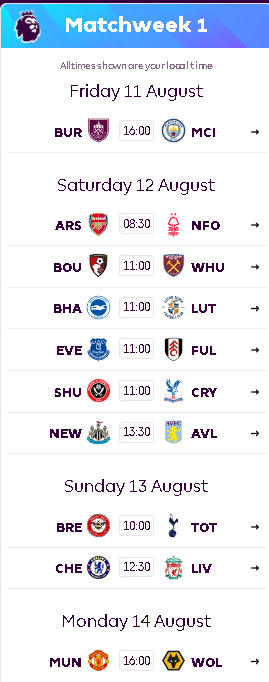 Matchweek 1
All times shown are your local time
Friday 11 August
BUR 16:00 MCI
Saturday 12 August
ARS 08:30 NFO
BOU 11:00 WHU
BHA 11:00 LUT
EVE 11:00 FUL
SHU 11:00 CRY
NEW 13:30 AVL
Sunday 13 August
BRE 10:00 TOT
CHE 12:30 LIV
Monday 14 August
MUN 16:00 WOL